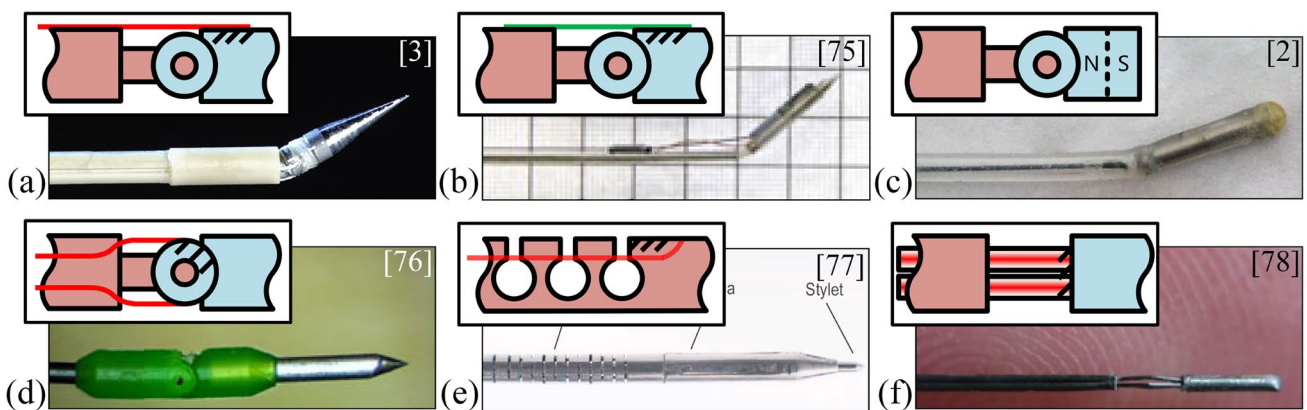 [3]
(a)
[75]
(b)
N S
[2]
(c)
[76]
(d)
[77]
a
Stylet
(e)
[78]
(f)